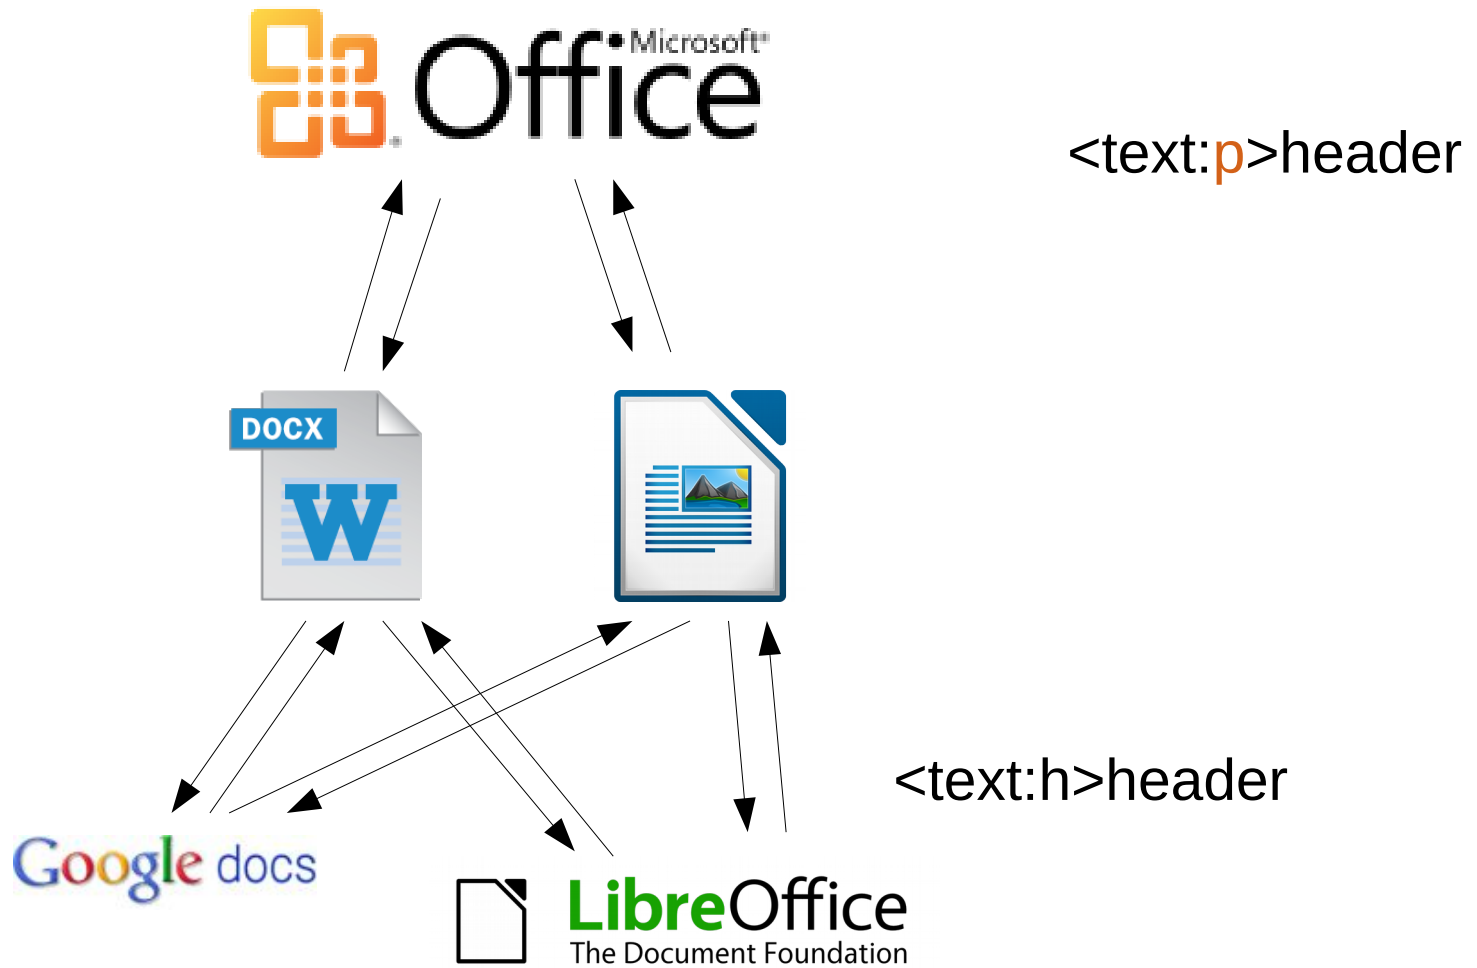 Microsoft®
Office
<text:p>header
DOCX
W
<text:h>header
Google docs
LibreOffice
The Document Foundation